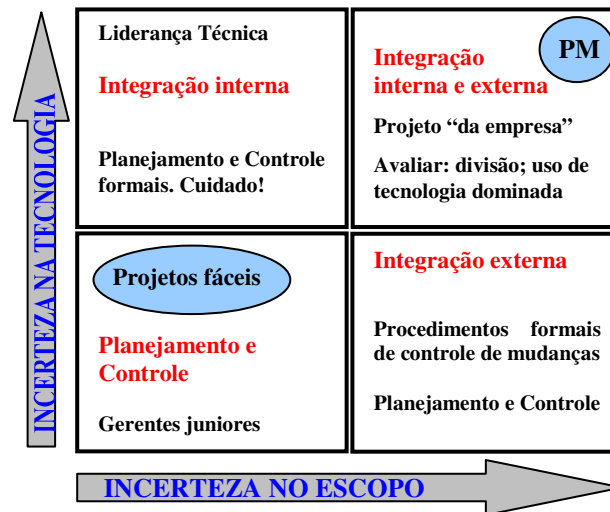 INCERTEZA NA TECNOLOGIA
Liderança Técnica
Integração interna
Planejamento e Controle
formais. Cuidado!
PM
Integração
interna e externa
Projeto “da empresa”
Avaliar: divisão; uso de
tecnologia dominada
Projetos fáceis
Planejamento e
Controle
Gerentes juniores
Integração externa
Procedimentos formais
de controle de mudanças
Planejamento e Controle
INCERTEZA NO ESCOPO